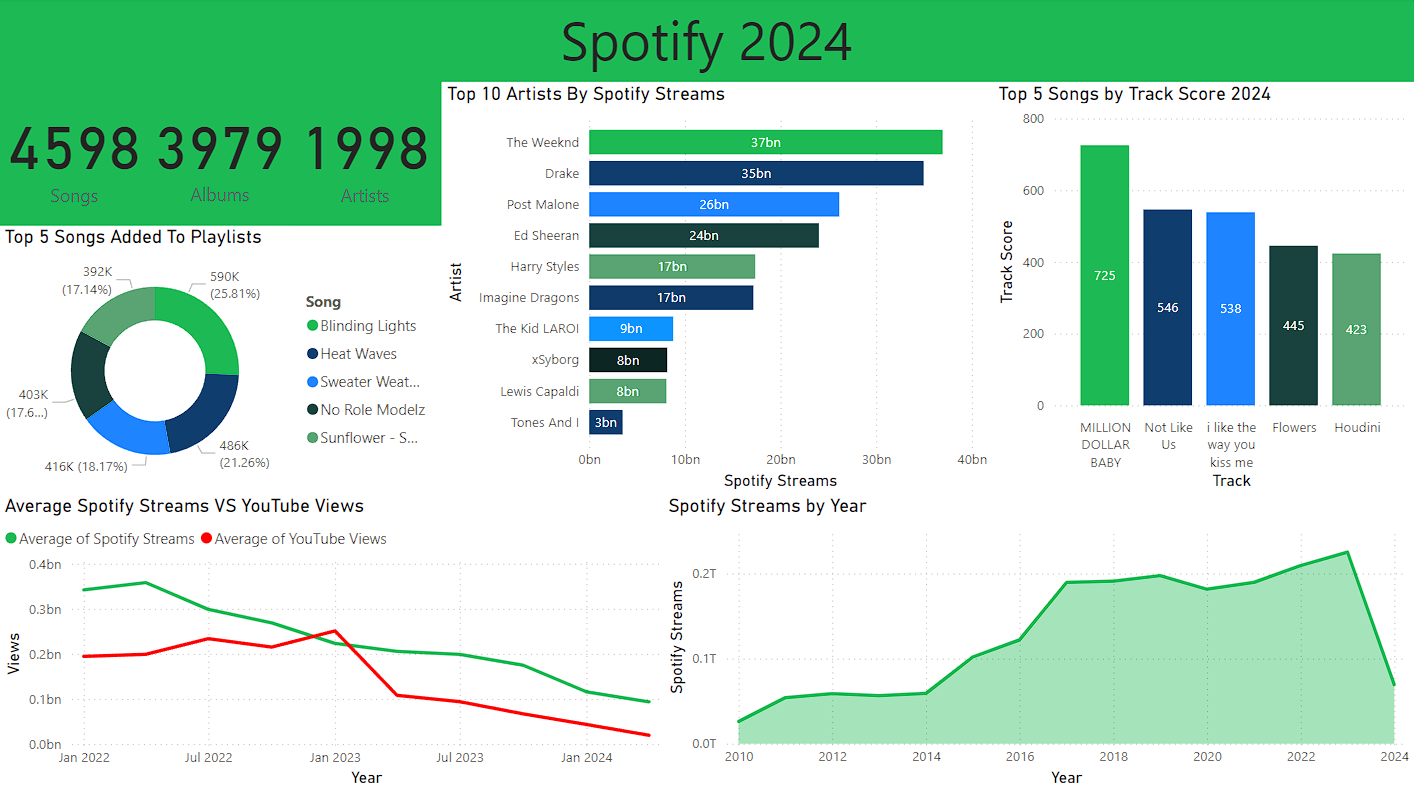 Spotify 2024
4598 3979 1998
Songs Albums Artists
Top 5 Songs Added To Playlists
392K
(17.14%)
590K
(25.81%)
403K
(17.6...)
416K (18.17%)
486K
(21.26%)
Song
Blinding Lights
Heat Waves
Sweater Weat...
No Role Modelz
Sunflower - S...
Top 10 Artists By Spotify Streams
Artist
The Weeknd 37bn
Drake 35bn
Post Malone 26bn
Ed Sheeran 24bn
Harry Styles 17bn
Imagine Dragons 17bn
The Kid LAROI 9bn
xSyborg 8bn
Lewis Capaldi 8bn
Tones And I 3bn
0bn 10bn 20bn 30bn 40bn
Spotify Streams
Top 5 Songs by Track Score 2024
Track Score
800
600
400
200
0
725
546
538
445
423
MILLION
DOLLAR
BABY
Not Like
Us
i like the
way you
kiss me
Flowers
Houdini
Track
Average Spotify Streams VS YouTube Views
Average of Spotify Streams Average of YouTube Views
Views
0.4bn
0.3bn
0.2bn
0.1bn
0.0bn
Jan 2022 Jul 2022 Jan 2023 Jul 2023 Jan 2024
Year
Spotify Streams by Year
Spotify Streams
0.2T
0.1T
0.0T
2010 2012 2014 2016 2018 2020 2022 2024
Year